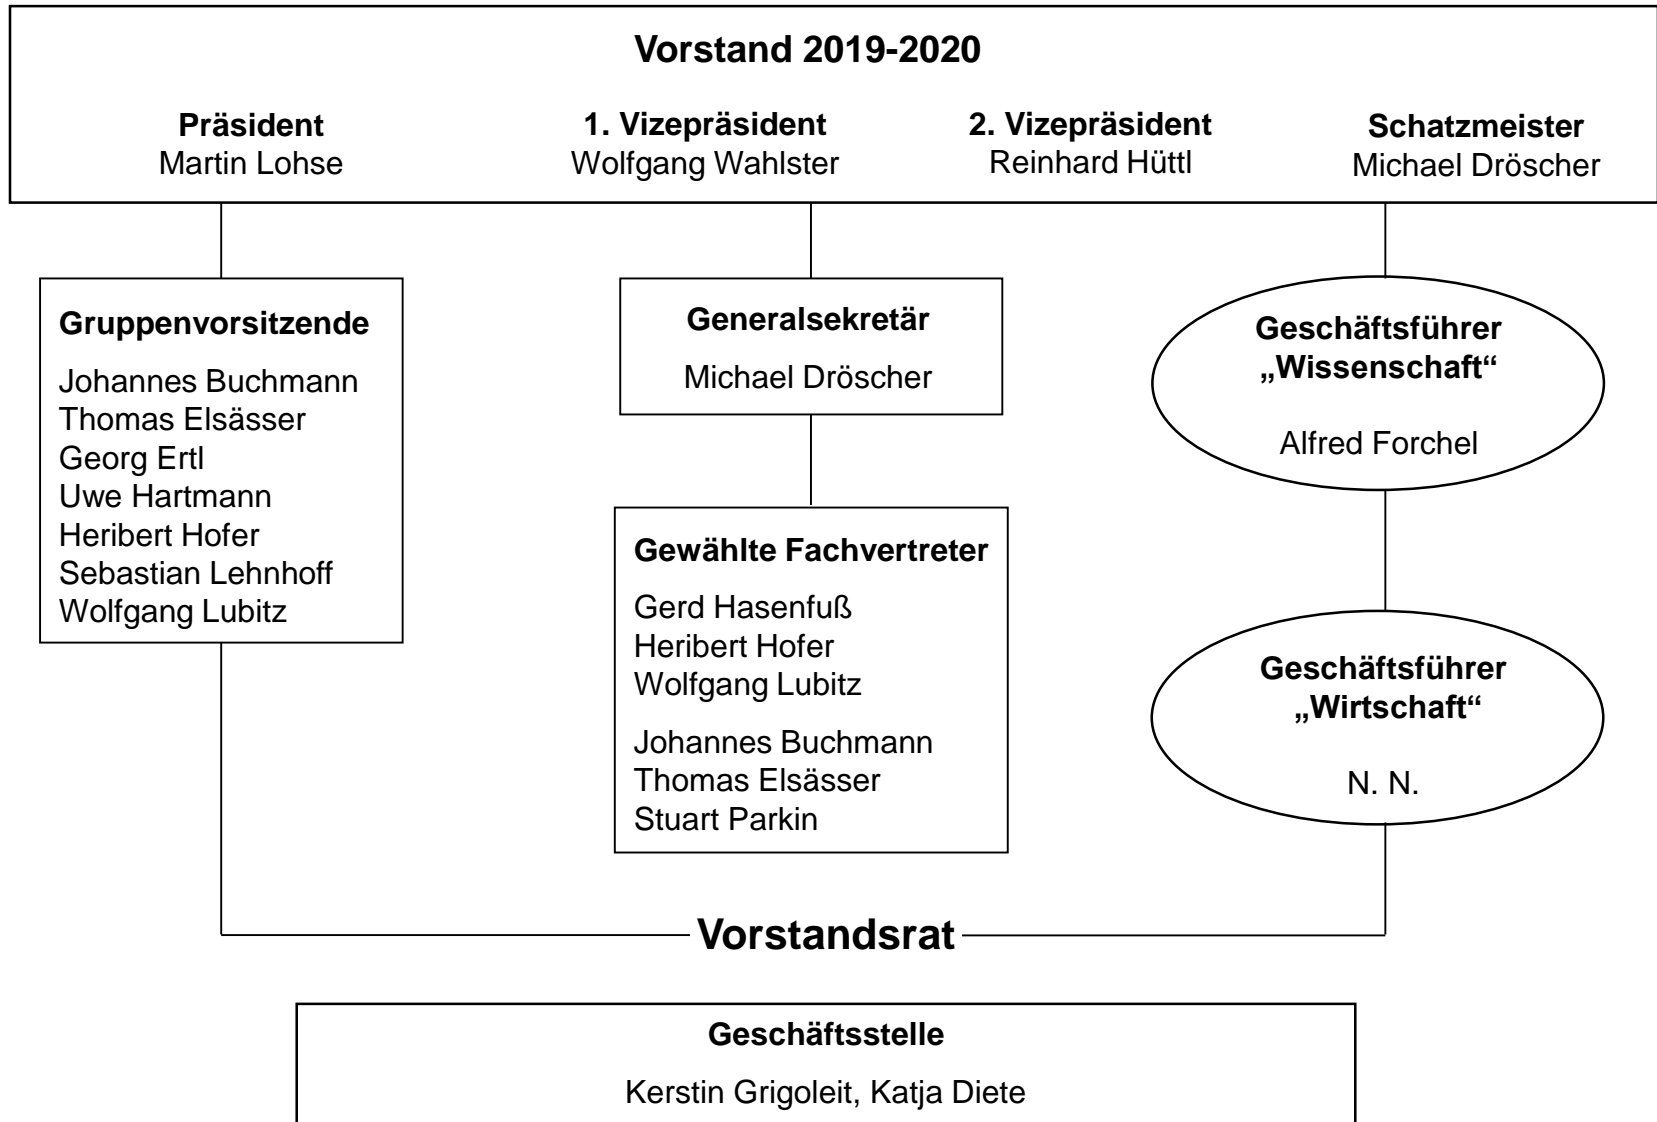 Vorstand 2019-2020
Präsident
Martin Lohse
1. Vizepräsident
Wolfgang Wahlster
2. Vizepräsident
Reinhard Hüttl
Schatzmeister
Michael Dröscher
Gruppenvorsitzende
Johannes Buchmann
Thomas Elsässer
Georg Ertl
Uwe Hartmann
Heribert Hofer
Sebastian Lehnhoff
Wolfgang Lubitz
Generalsekretär
Michael Dröscher
Gewählte Fachvertreter
Gerd Hasenfuß
Heribert Hofer
Wolfgang Lubitz
Johannes Buchmann
Thomas Elsässer
Stuart Parkin
Geschäftsführer
„Wissenschaft“
Alfred Forchel
Geschäftsführer
„Wirtschaft“
N. N.
Vorstandsrat
Geschäftsstelle
Kerstin Grigoleit, Katja Diete